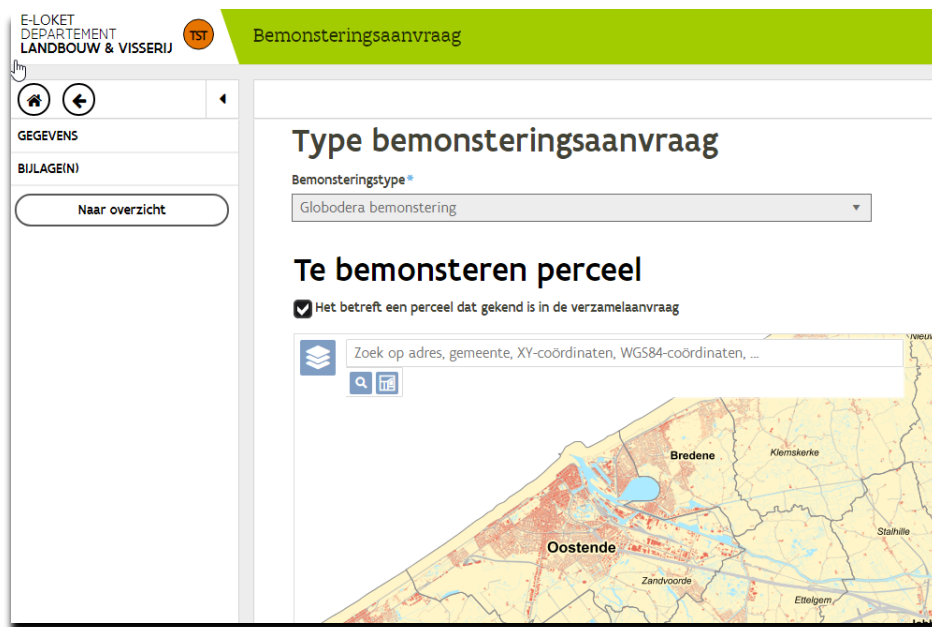 E-LOKET
DEPARTEMENT
LANDBOUW & VISSERIJ
TST
Bemonsteringsaanvraag
GEGEVENS
BIJLAGE(N)
Naar overzicht
Type bemonsteringsaanvraag
Bemonsteringstype*
Globodera bemonstering
Te bemonsteren perceel
Het betreft een perceel dat gekend is in de verzamelaanvraag
Zoek op adres, gemeente, XY-coördinaten, WGS84-coördinaten, ...
Bredene
Klemskerke
Stalhille
Oostende
Zandvoorde
Ettelgem